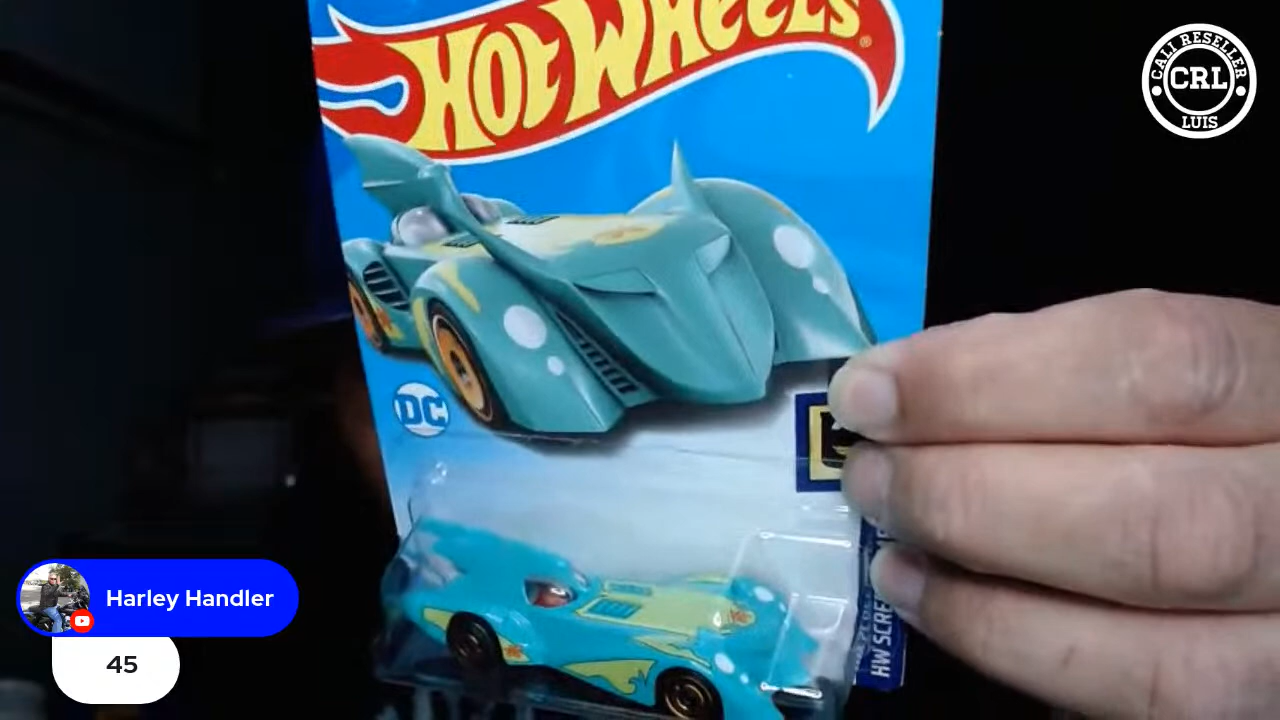 HOT WHEELS®
CALI RESELLER
CRL
LUIS
DC
HW SCRE
Harley Handler
45